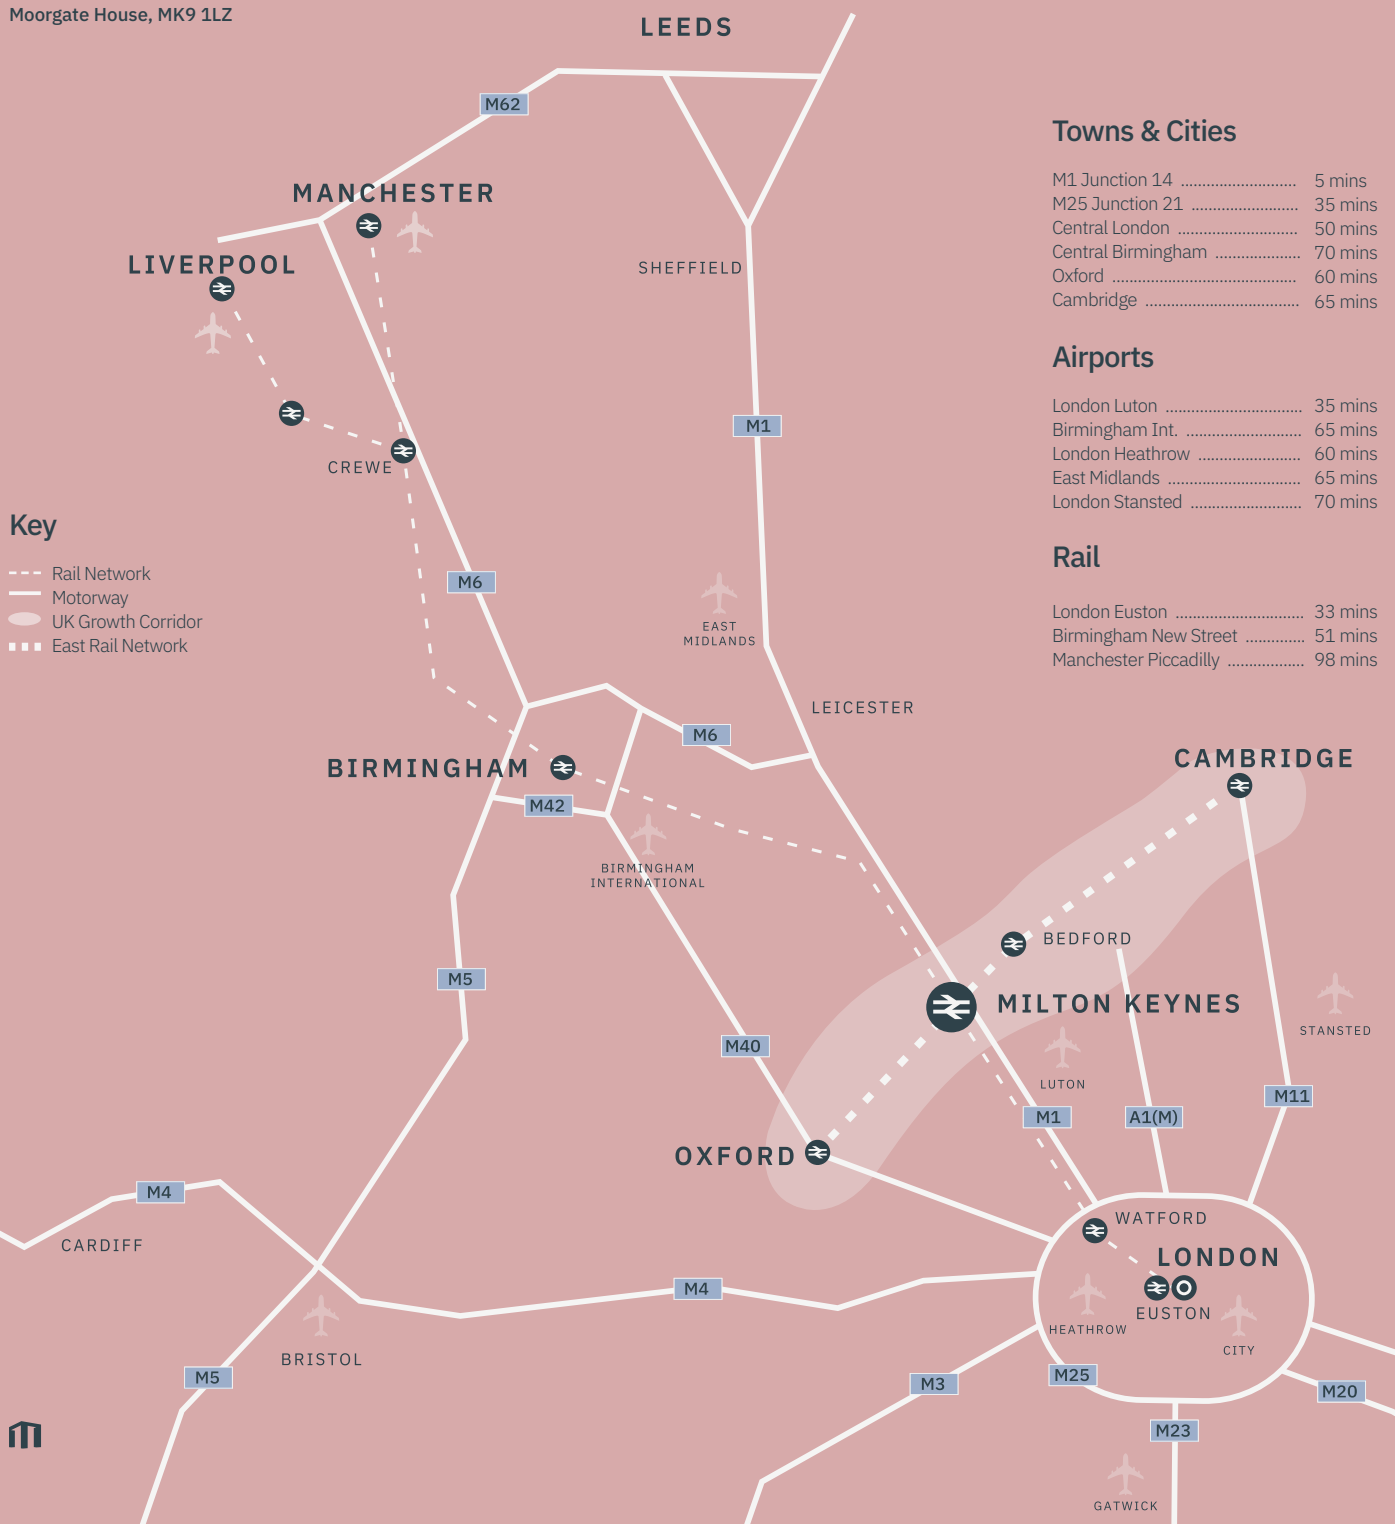 Moorgate House, MK9 1LZ
LEEDS
M62
MANCHESTER
LIVERPOOL
SHEFFIELD
M1
CREWE
M6
EAST
MIDLANDS
LEICESTER
M6
BIRMINGHAM
M42
BIRMINGHAM
INTERNATIONAL
CAMBRIDGE
BEDFORD
M5
MILTON KEYNES
STANSTED
M40
LUTON
M1
A1(M)
M11
OXFORD
M4
CARDIFF
WATFORD
LONDON
M4
EUSTON
HEATHROW
CITY
BRISTOL
M5
M25
M3
M20
M23
GATWICK
Key
Rail Network
Motorway
UK Growth Corridor
East Rail Network
Towns & Cities
M1 Junction 14 .......................... 5 mins
M25 Junction 21 ........................ 35 mins
Central London ........................... 50 mins
Central Birmingham ................... 70 mins
Oxford ......................................... 60 mins
Cambridge ................................... 65 mins
Airports
London Luton ............................... 35 mins
Birmingham Int. .......................... 65 mins
London Heathrow ....................... 60 mins
East Midlands .............................. 65 mins
London Stansted ......................... 70 mins
Rail
London Euston ............................. 33 mins
Birmingham New Street ............. 51 mins
Manchester Piccadilly ................. 98 mins